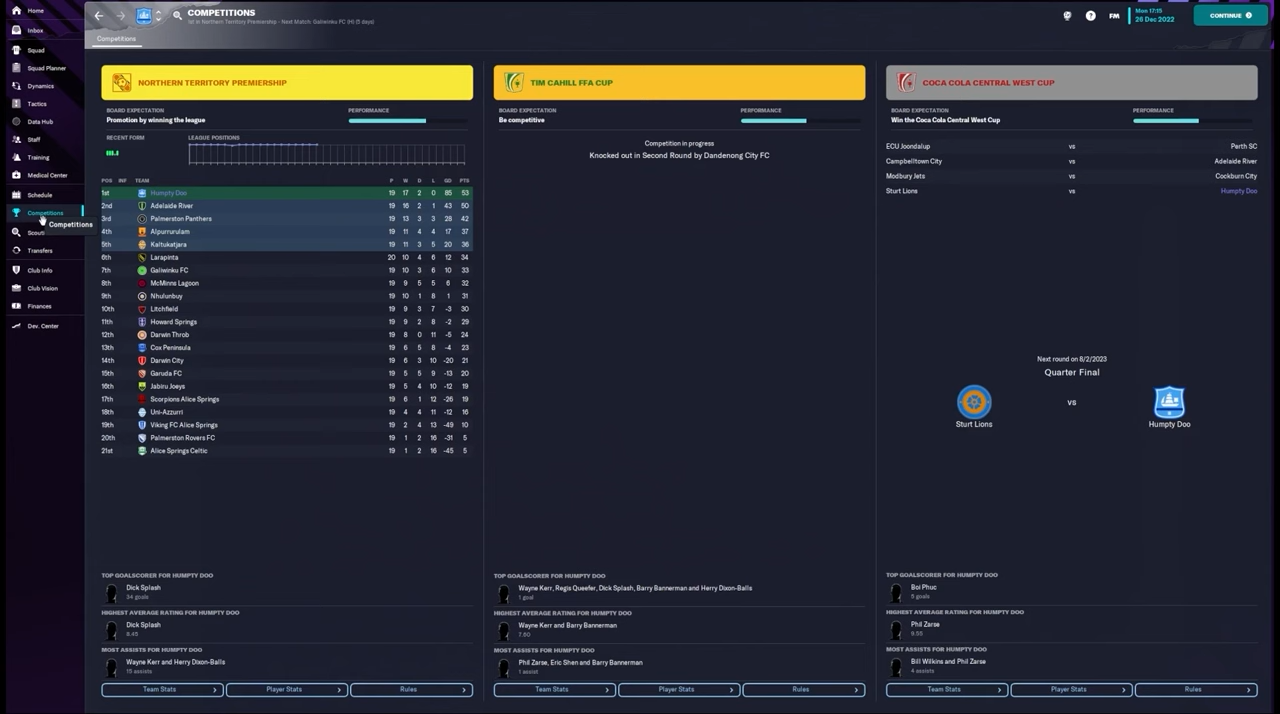 Home
Inbox
Squad
Squad Planner
Dynamics
Tactics
Data Hub
Staff
Training
Medical Center
Schedule
Competitions
Competitions
Scouti
Transfers
Club Info
Club Vision
Finances
Dev. Center
COMPETITIONS
1st in Northern Territory Premiership - Next Match: Galiwinku FC (H) (5 days)
FM
Mon 17:15
26 Dec 2022
CONTINUE
Competitions
NORTHERN TERRITORY PREMIERSHIP
BOARD EXPECTATION PERFORMANCE
Promotion by winning the league
RECENT FORM LEAGUE POSITIONS
POS INF TEAM P W D L GD PTS
1st Humpty Doo 19 17 2 0 85 53
2nd Adelaide River 19 16 2 1 43 50
3rd Palmerston Panthers 19 13 3 3 28 42
4th Alpurrurulam 19 11 4 4 17 37
5th Kaltukatjara 19 11 3 5 20 36
6th Larapinta 20 10 4 6 12 34
7th Galiwinku FC 19 10 3 6 10 33
8th McMinns Lagoon 19 9 5 5 6 32
9th Nhulunbuy 19 10 1 8 1 31
10th Litchfield 19 9 3 7 -3 30
11th Howard Springs 19 9 2 8 -2 29
12th Darwin Throb 19 8 0 11 -5 24
13th Cox Peninsula 19 6 5 8 -4 23
14th Darwin City 19 6 3 10 -20 21
15th Garuda FC 19 5 5 9 -13 20
16th Jabiru Joeys 19 5 4 10 -12 19
17th Scorpions Alice Springs 19 6 1 12 -26 19
18th Uni-Azzurri 19 4 4 11 -12 16
19th Viking FC Alice Springs 19 2 4 13 -49 10
20th Palmerston Rovers FC 19 1 2 16 -31 5
21st Alice Springs Celtic 19 1 2 16 -45 5
TOP GOALSCORER FOR HUMPTY DOO
Dick Splash
34 goals
HIGHEST AVERAGE RATING FOR HUMPTY DOO
Dick Splash
8.45
MOST ASSISTS FOR HUMPTY DOO
Wayne Kerr and Herry Dixon-Balls
15 assists
Team Stats
Player Stats
Rules
TIM CAHILL FFA CUP
BOARD EXPECTATION PERFORMANCE
Be competitive
Competition in progress
Knocked out in Second Round by Dandenong City FC
TOP GOALSCORER FOR HUMPTY DOO
Wayne Kerr, Regis Queefer, Dick Splash, Barry Bannerman and Herry Dixon-Balls
1 goal
HIGHEST AVERAGE RATING FOR HUMPTY DOO
Wayne Kerr and Barry Bannerman
7.60
MOST ASSISTS FOR HUMPTY DOO
Phil Zarse, Eric Shen and Barry Bannerman
1 assist
Team Stats
Player Stats
Rules
COCA COLA CENTRAL WEST CUP
BOARD EXPECTATION PERFORMANCE
Win the Coca Cola Central West Cup
ECU Joondalup vs Perth SC
Campbelltown City vs Adelaide River
Modbury Jets vs Cockburn City
Sturt Lions vs Humpty Doo
Next round on 8/2/2023
Quarter Final
vs
Sturt Lions
Humpty Doo
TOP GOALSCORER FOR HUMPTY DOO
Boi Phuc
5 goals
HIGHEST AVERAGE RATING FOR HUMPTY DOO
Phil Zarse
9.55
MOST ASSISTS FOR HUMPTY DOO
Bill Wilkins and Phil Zarse
4 assists
Team Stats
Player Stats
Rules